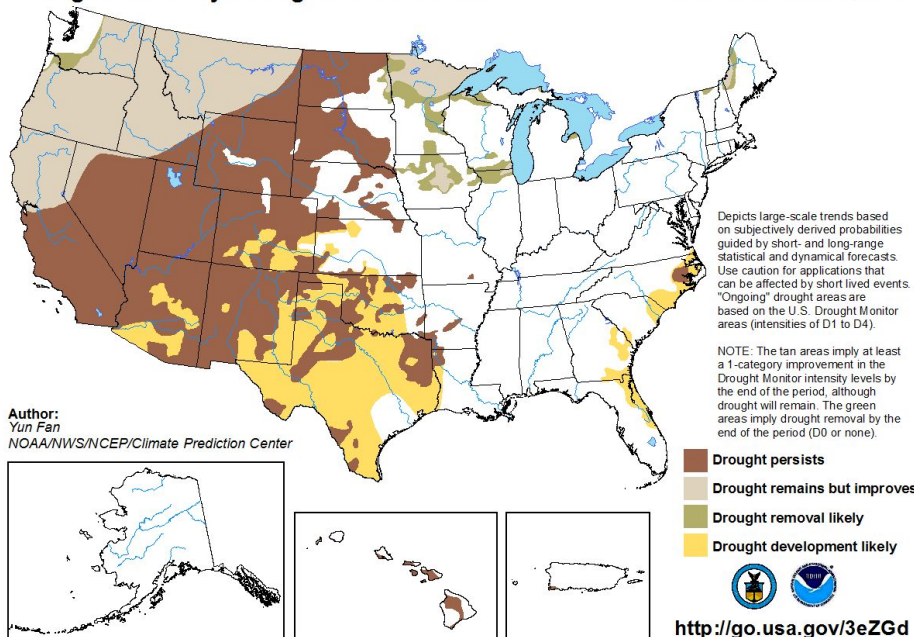 Depicts large-scale trends based
on subjectively derived probabilities
guided by short- and long-range
statistical and dynamical forecasts.
Use caution for applications that
can be affected by short lived events.
"Ongoing" drought areas are
based on the U.S. Drought Monitor
areas (intensities of D1 to D4).
NOTE: The tan areas imply at least
a 1-category improvement in the
Drought Monitor intensity levels by
the end of the period, although
drought will remain. The green
areas imply drought removal by the
end of the period (D0 or none).
Author:
Yun Fan
NOAA/NWS/NCEP/Climate Prediction Center
Drought persists
Drought remains but improves
Drought removal likely
Drought development likely
http://go.usa.gov/3eZGd